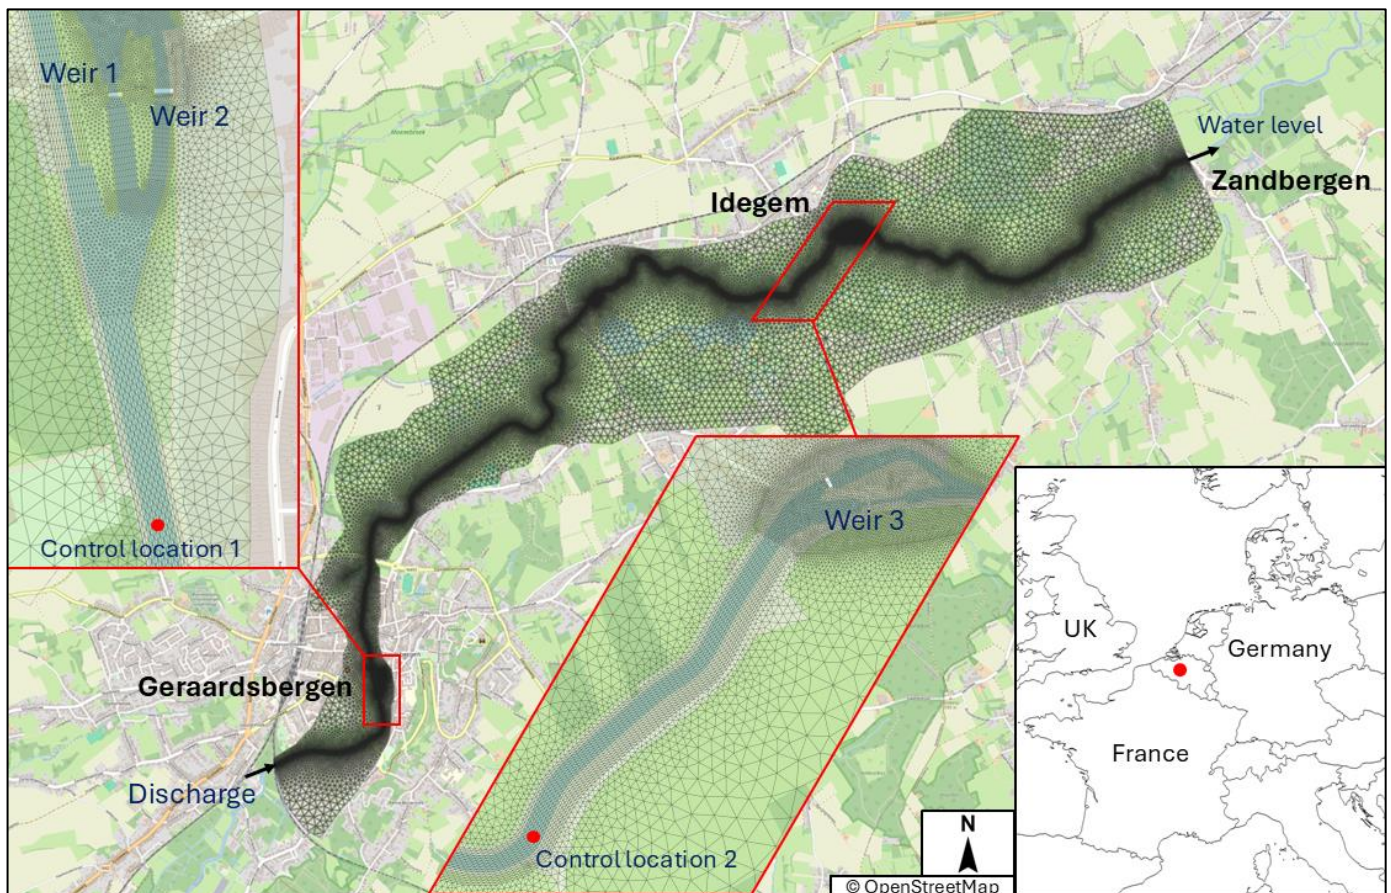 Weir 1
Weir 2
Control location 1
Idegem
Water level
Zandbergen
Weir 3
Geraardsbergen
Discharge
Control location 2
N
© OpenStreetMap
UK
Germany
France